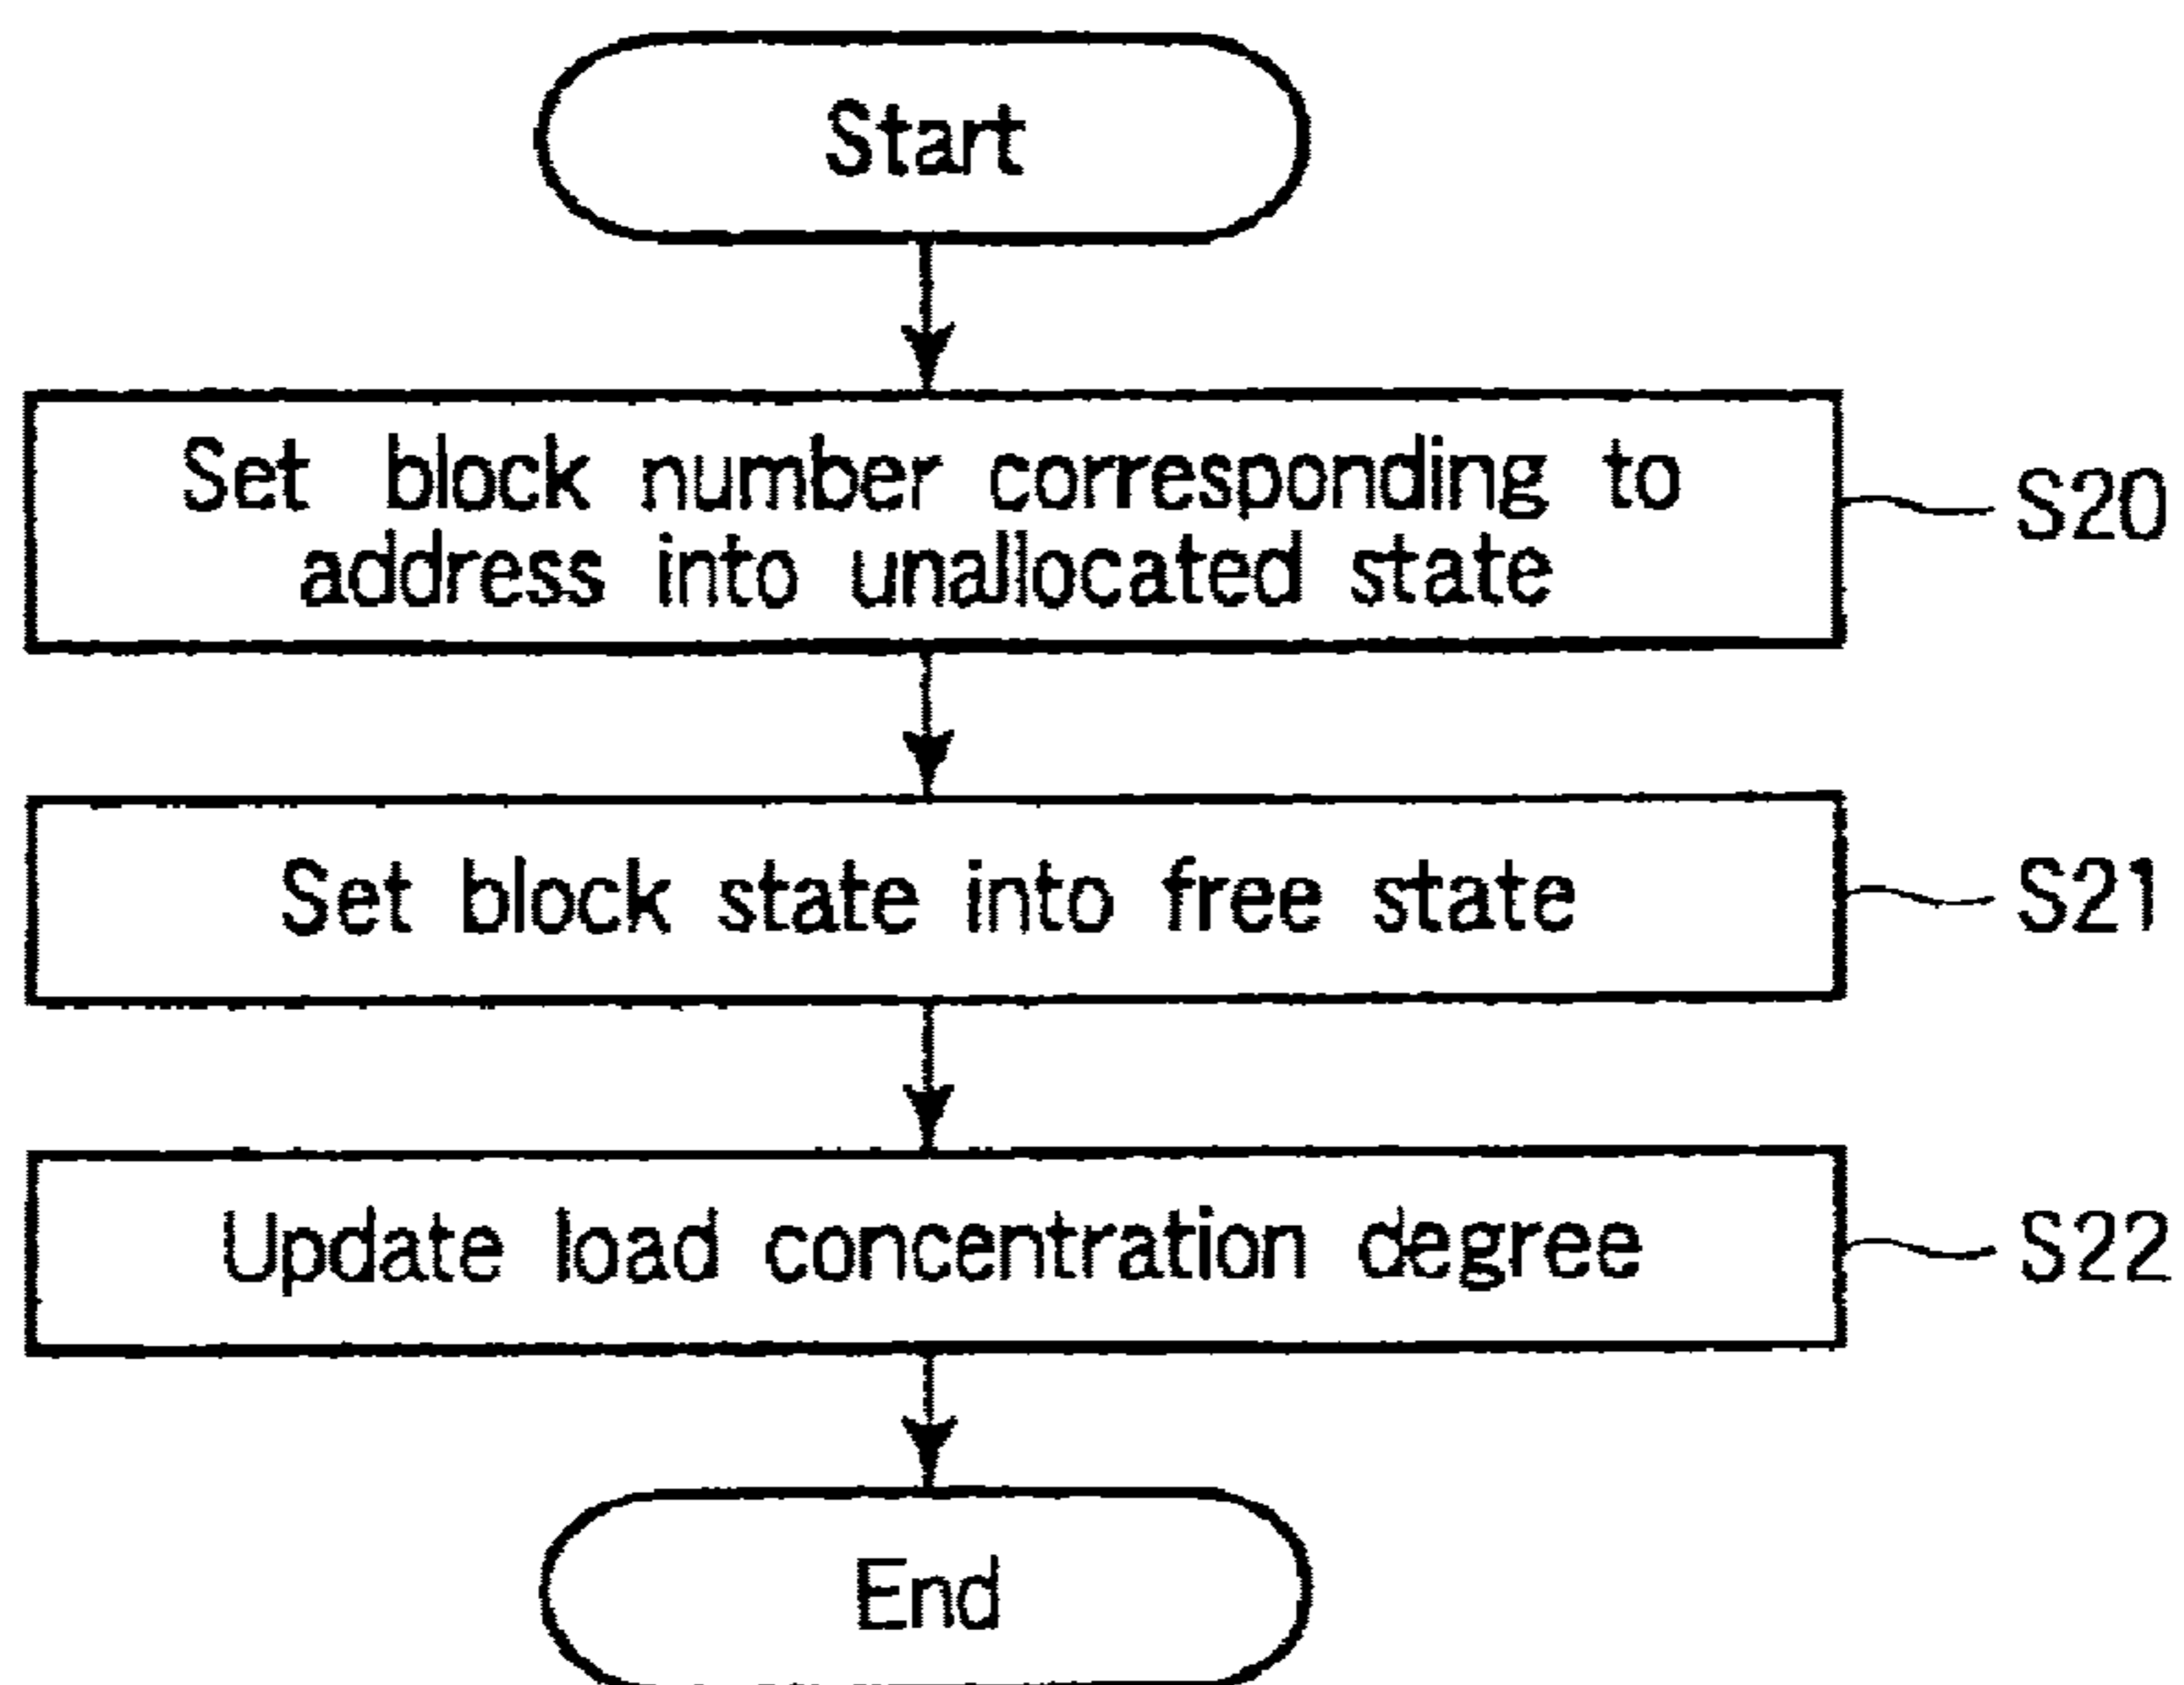 Start
Set block number corresponding to
address into unallocated state
S20
Set block state into free state
S21
Update load concentration degree
S22
End